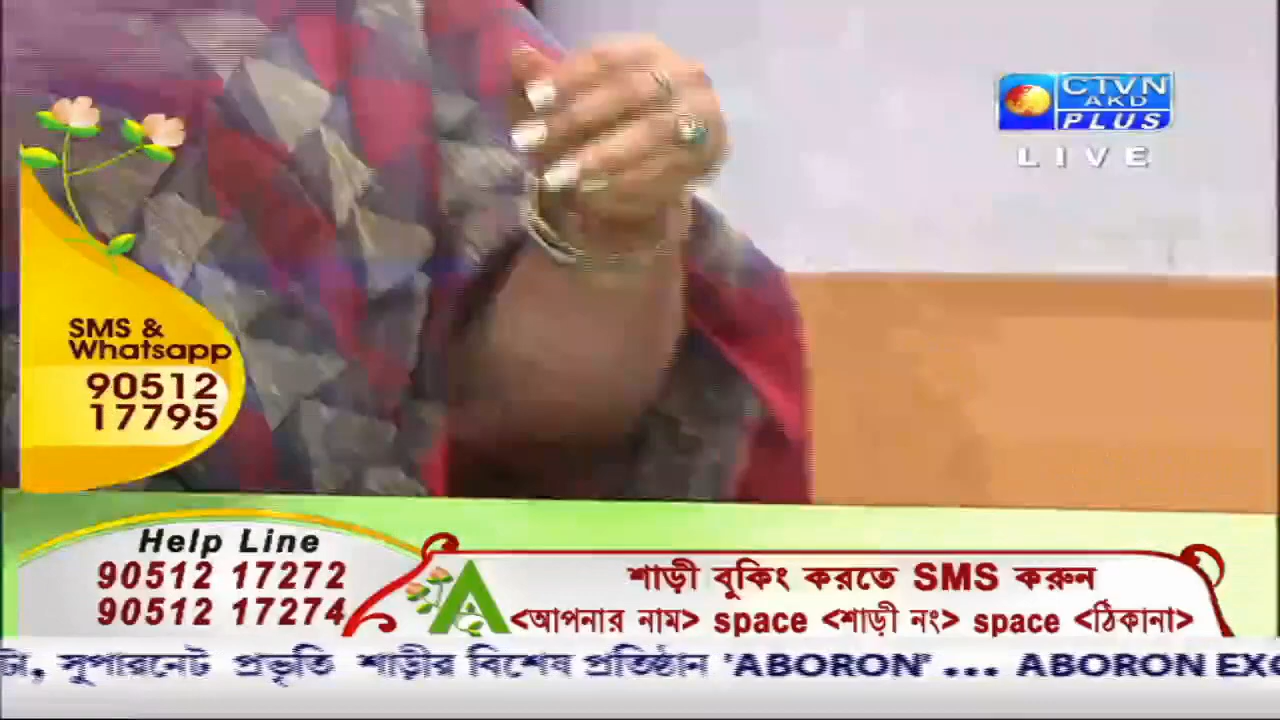 CTVN
AKD
PLUS
LIVE
SMS &
Whatsapp
90512
17795
Help Line
90512 17272
90512 17274
শাড়ী বুকিং করতে SMS করুন
<আপনার নাম> space <শাড়ী নং> space <ঠিকানা>
সুপারনেট প্রভৃতি শাড়ীর বিশেষ প্রতিষ্ঠান 'ABORON' ... ABORON